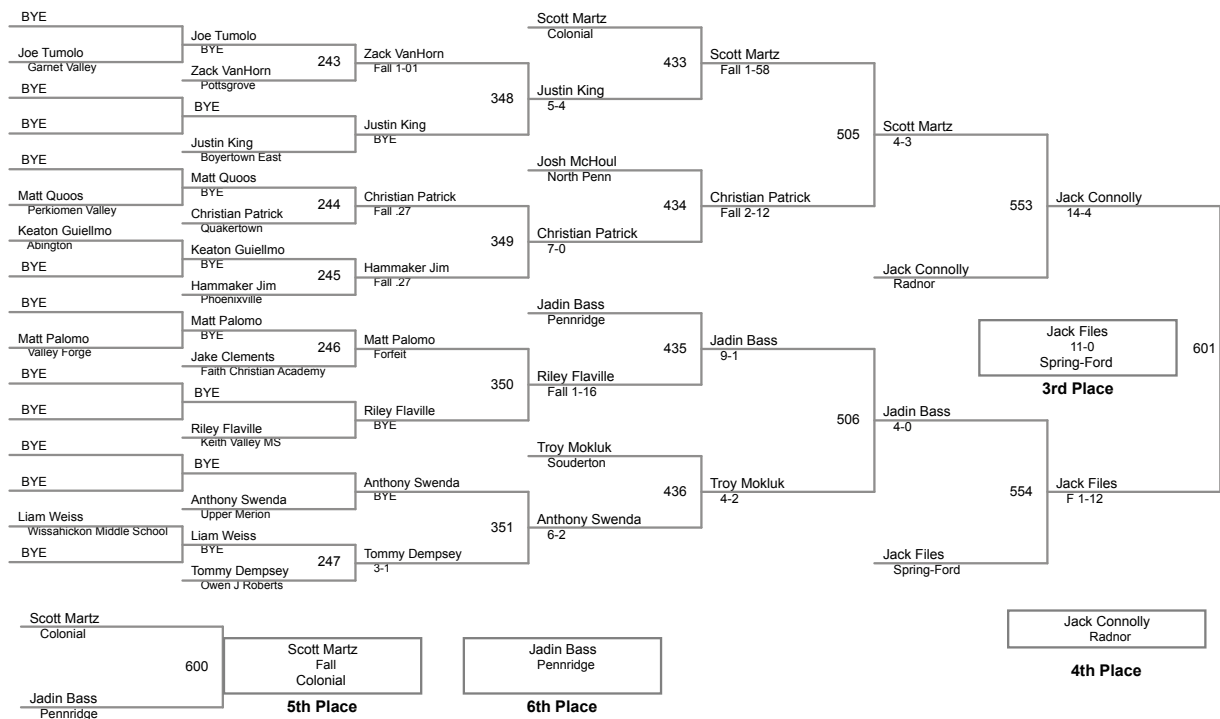 BYE
Joe Tumolo
Garnet Valley
BYE
BYE
BYE
Matt Quoos
Perkiomen Valley
Keaton Guiellmo
Abington
BYE
BYE
Matt Palomo
Valley Forge
BYE
BYE
BYE
BYE
Liam Weiss
Wissahickon Middle School
BYE
Joe Tumolo
BYE
243
Zack VanHorn
Pottsgrove
BYE
Justin King
Boyertown East
Matt Quoos
BYE
244
Christian Patrick
Quakertown
Keaton Guiellmo
BYE
245
Hammaker Jim
Phoenixville
Matt Palomo
BYE
246
Jake Clements
Faith Christian Academy
BYE
Riley Flaville
Keith Valley MS
BYE
Anthony Swenda
Upper Merion
Liam Weiss
BYE
247
Tommy Dempsey
Owen J Roberts
Zack VanHorn
Fall 1-01
348
Justin King
BYE
Christian Patrick
Fall .27
349
Hammaker Jim
Fall .27
Matt Palomo
Forfeit
350
Riley Flaville
BYE
Anthony Swenda
BYE
351
Tommy Dempsey
3-1
Scott Martz
Colonial
433
Justin King
5-4
Josh McHoul
North Penn
434
Christian Patrick
7-0
Jadin Bass
Pennridge
435
Riley Flaville
Fall 1-16
Troy Mokluk
Souderton
436
Anthony Swenda
6-2
Scott Martz
Fall 1-58
505
Christian Patrick
Fall 2-12
Jadin Bass
9-1
506
Troy Mokluk
4-2
Scott Martz
4-3
553
Jack Connolly
Radnor
Jadin Bass
4-0
554
Jack Files
Spring-Ford
Jack Connolly
14-4
601
Jack Files
F 1-12
Jack Files
11-0
Spring-Ford
3rd Place
Jack Connolly
Radnor
4th Place
Scott Martz
Colonial
600
Jadin Bass
Pennridge
Scott Martz
Fall
Colonial
5th Place
Jadin Bass
Pennridge
6th Place